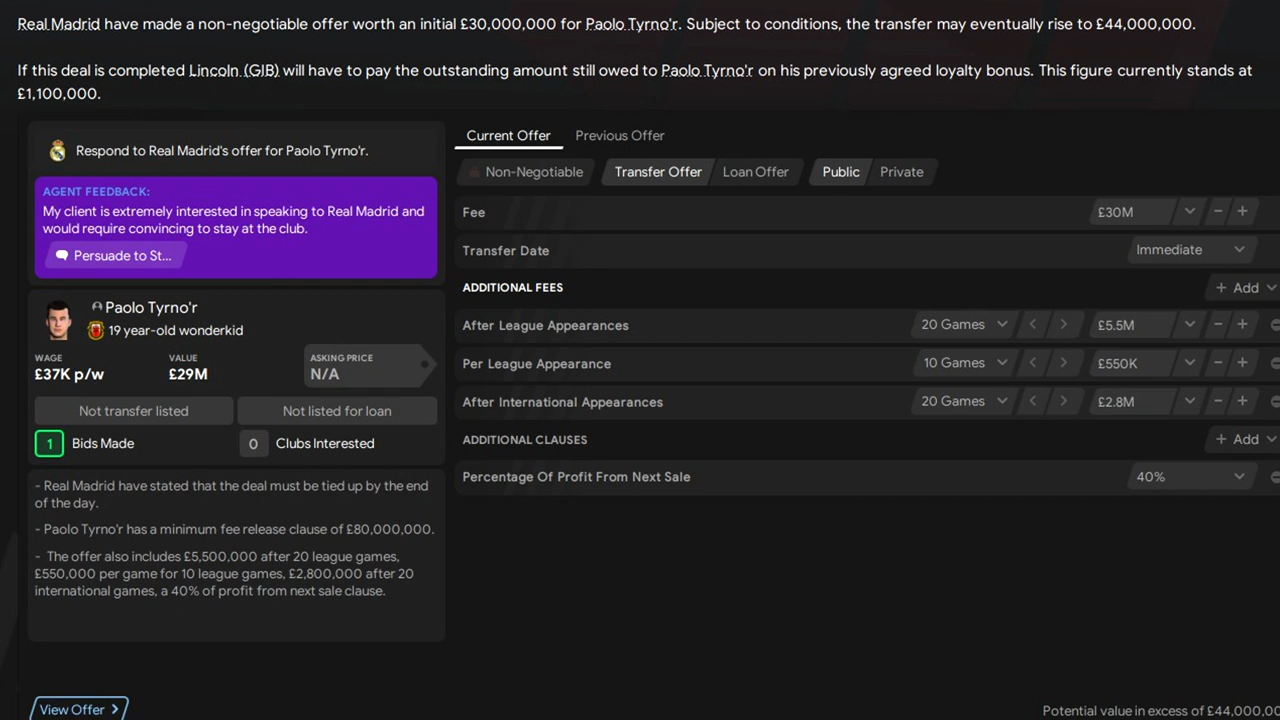 Real Madrid have made a non-negotiable offer worth an initial £30,000,000 for Paolo Tyrno'r. Subject to conditions, the transfer may eventually rise to £44,000,000.
If this deal is completed Lincoln (GIB) will have to pay the outstanding amount still owed to Paolo Tyrno'r on his previously agreed loyalty bonus. This figure currently stands at
£1,100,000.
Respond to Real Madrid's offer for Paolo Tyrno'r.
AGENT FEEDBACK:
My client is extremely interested in speaking to Real Madrid and
would require convincing to stay at the club.
Persuade to St...
Paolo Tyrno'r
19 year-old wonderkid
WAGE VALUE ASKING PRICE
£37K p/w £29M N/A
Not transfer listed Not listed for loan
1 Bids Made 0 Clubs Interested
- Real Madrid have stated that the deal must be tied up by the end
of the day.
- Paolo Tyrno'r has a minimum fee release clause of £80,000,000.
- The offer also includes £5,500,000 after 20 league games,
£550,000 per game for 10 league games, £2,800,000 after 20
international games, a 40% of profit from next sale clause.
View Offer
Current Offer Previous Offer
Non-Negotiable Transfer Offer Loan Offer Public Private
Fee £30M
Transfer Date Immediate
ADDITIONAL FEES + Add
After League Appearances 20 Games £5.5M
Per League Appearance 10 Games £550K
After International Appearances 20 Games £2.8M
ADDITIONAL CLAUSES + Add
Percentage Of Profit From Next Sale 40%
Potential value in excess of £44,000,00